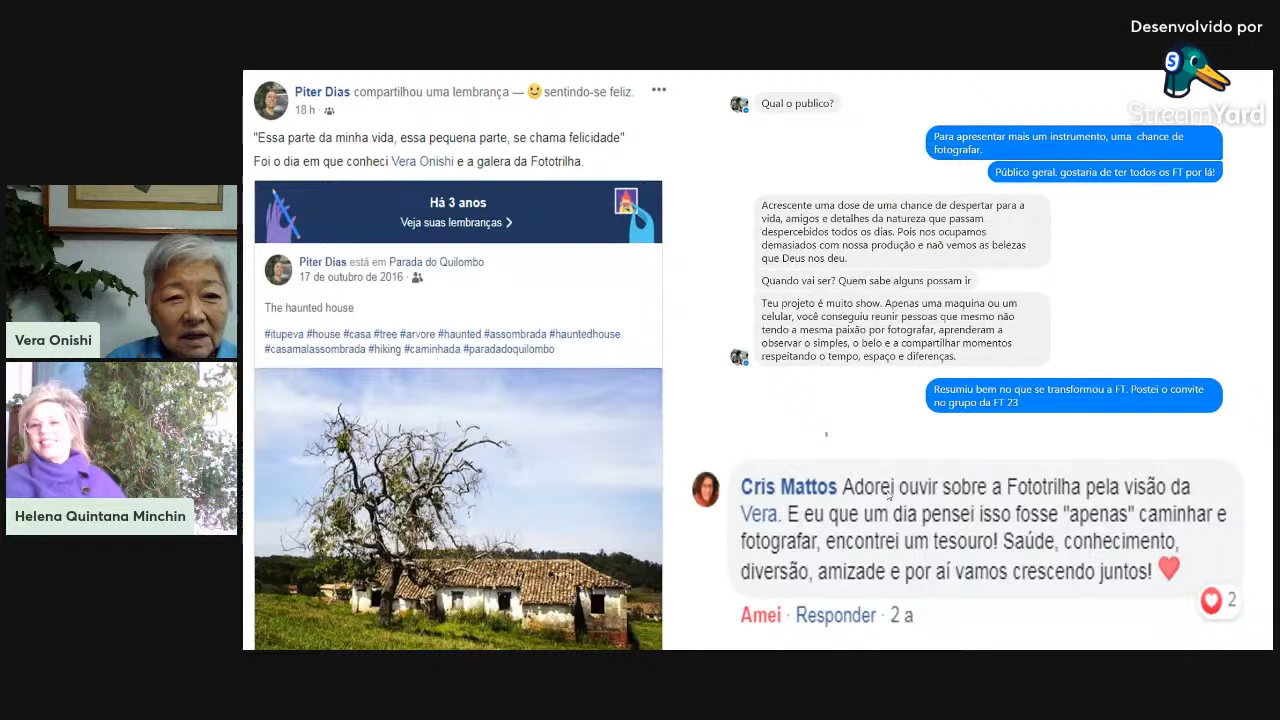 Desenvolvido por
S
StreamYard
Vera Onishi
Helena Quintana Minchin
Piter Dias compartilhou uma lembrança — sentindo-se feliz.
18 h ·
"Essa parte da minha vida, essa pequena parte, se chama felicidade"
Foi o dia em que conheci Vera Onishi e a galera da Fototrilha.
Há 3 anos
Veja suas lembranças
Piter Dias está em Parada do Quilombo
17 de outubro de 2016 ·
The haunted house
#itupeva #house #casa #tree #arvore #haunted #assombrada #hauntedhouse
#casamalassombrada #hiking #caminhada #paradadoquilombo
Qual o publico?
Para apresentar mais um instrumento, uma chance de
fotografar.
Público geral. gostaria de ter todos os FT por lá!
Acrescente uma dose de uma chance de despertar para a
vida, amigos e detalhes da natureza que passam
despercebidos todos os dias. Pois nos ocupamos
demasiados com nossa produção e naõ vemos as belezas
que Deus nos deu.
Quando vai ser? Quem sabe alguns possam ir
Teu projeto é muito show. Apenas uma maquina ou um
celular, você conseguiu reunir pessoas que mesmo não
tendo a mesma paixão por fotografar, aprenderam a
observar o simples, o belo e a compartilhar momentos
respeitando o tempo, espaço e diferenças.
Resumiu bem no que se transformou a FT. Postei o convite
no grupo da FT 23
Cris Mattos Adorei ouvir sobre a Fototrilha pela visão da
Vera. E eu que um dia pensei isso fosse "apenas" caminhar e
fotografar, encontrei um tesouro! Saúde, conhecimento,
diversão, amizade e por aí vamos crescendo juntos!
2
Amei · Responder · 2 a